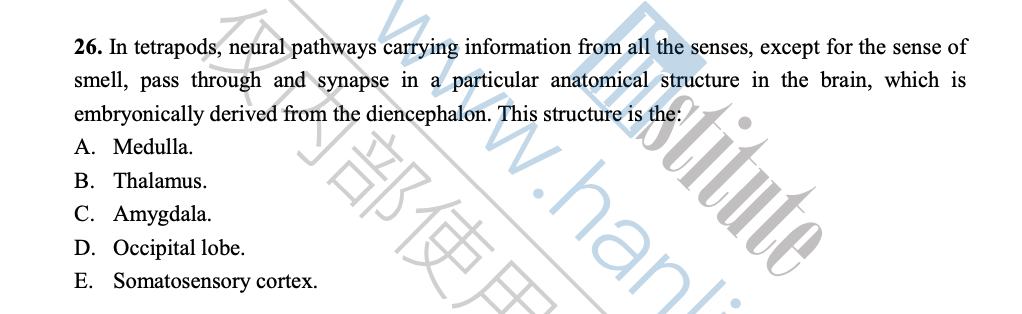 26. In tetrapods, neural pathways carrying information from all the senses, except for the sense of
smell, pass through and synapse in a particular anatomical structure in the brain, which is
embryonically derived from the diencephalon. This structure is the:
A. Medulla.
B. Thalamus.
C. Amygdala.
D. Occipital lobe.
E. Somatosensory cortex.
仅内部使用
www.hanli
institute